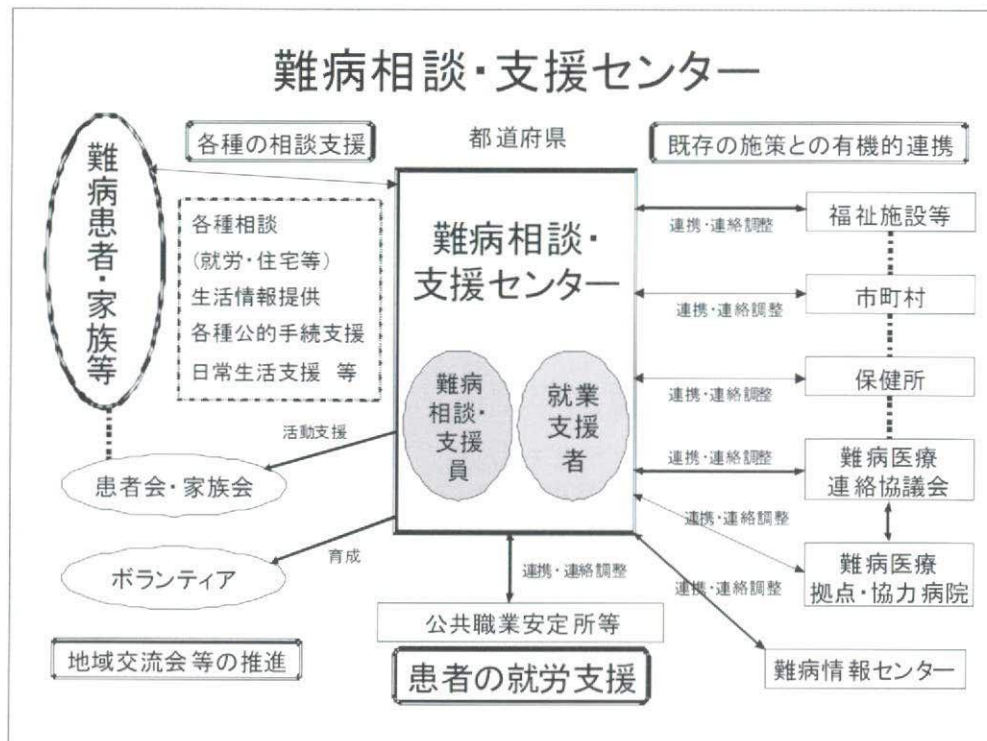 難病相談・支援センター
各種の相談支援
都道府県
既存の施策との有機的連携
難病患者・家族等
各種相談
(就労・住宅等)
生活情報提供
各種公的手続支援
日常生活支援 等
難病相談・
支援センター
難病
相談・
支援
員
就業
支援
者
連携・連絡調整
福祉施設等
連携・連絡調整
市町村
連携・連絡調整
保健所
連携・連絡調整
難病医療
連絡協議会
連携・連絡調整
難病医療
拠点・協力病院
活動支援
患者会・家族会
育成
ボランティア
連携・連絡調整
連携・連絡調整
公共職業安定所等
難病情報センター
地域交流会等の推進
患者の就労支援